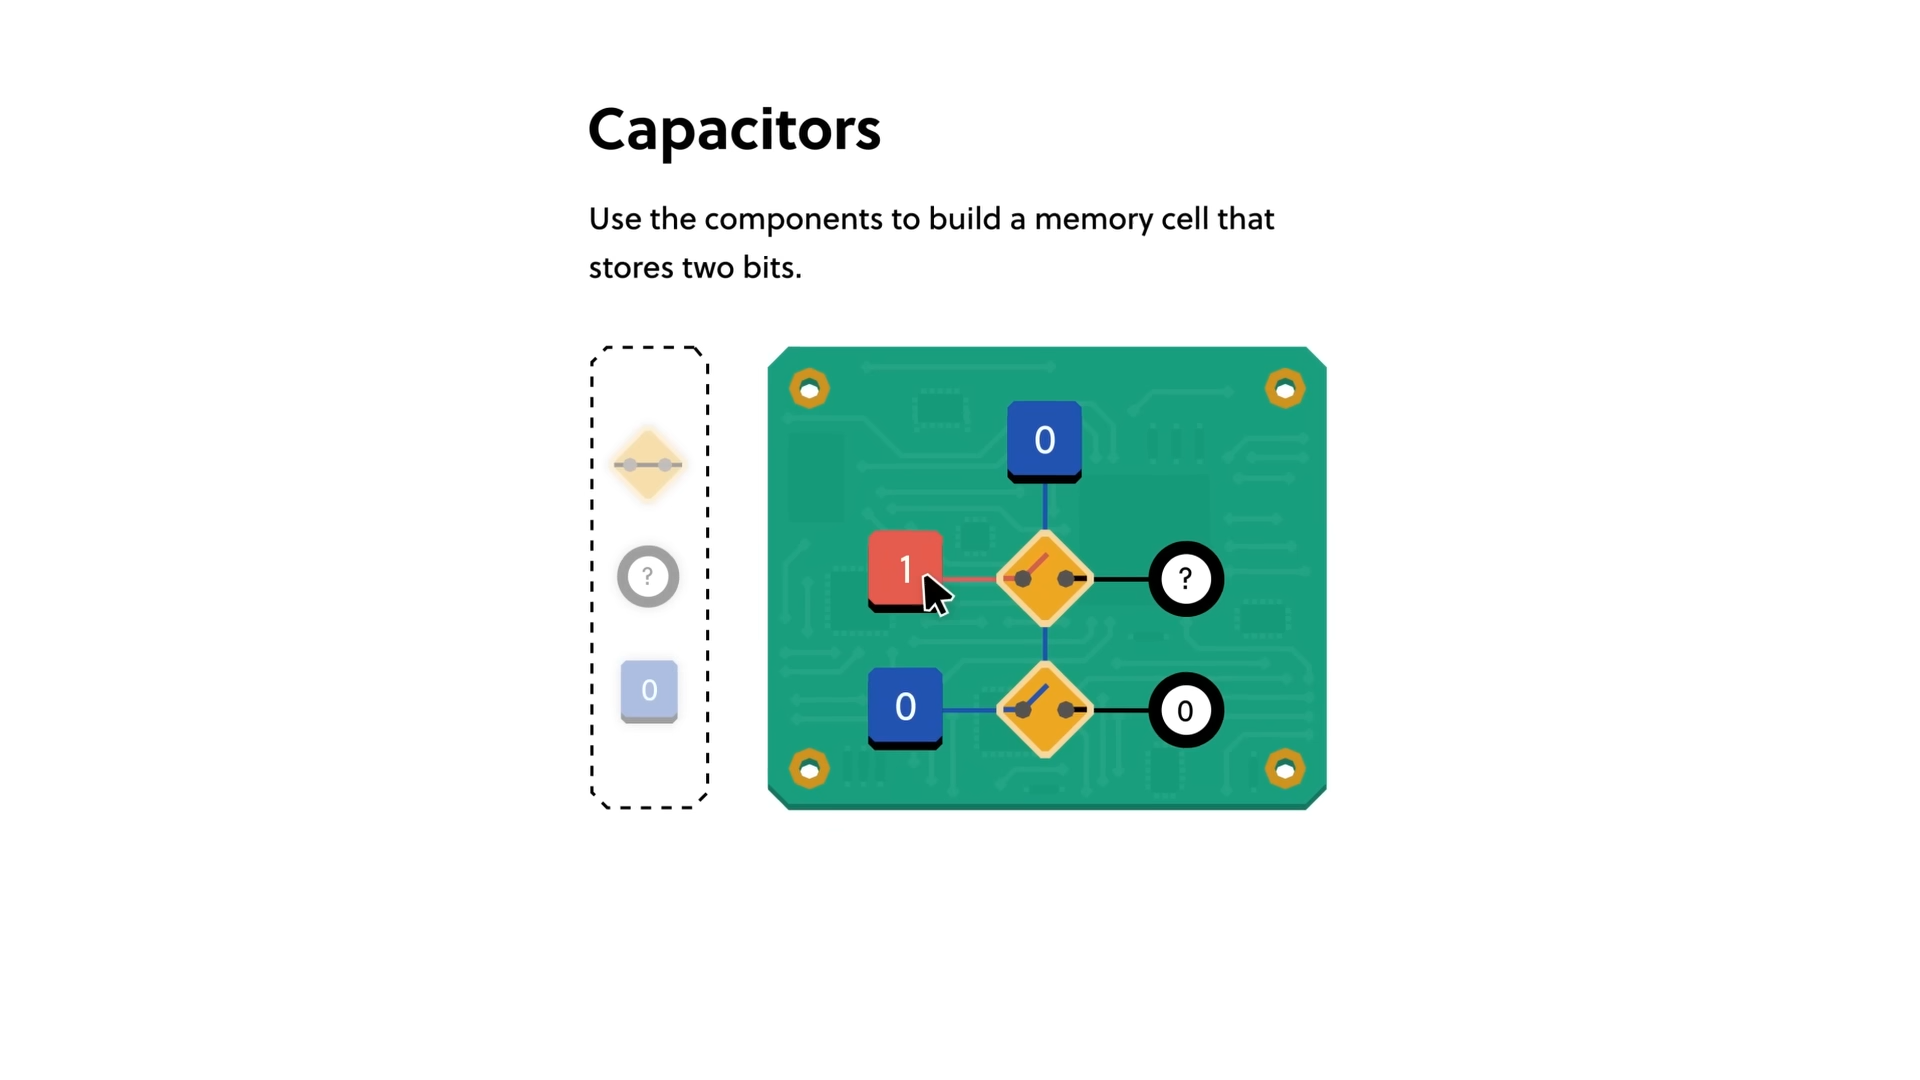 Capacitors
Use the components to build a memory cell that
stores two bits.
0
1
?
?
0
0
0